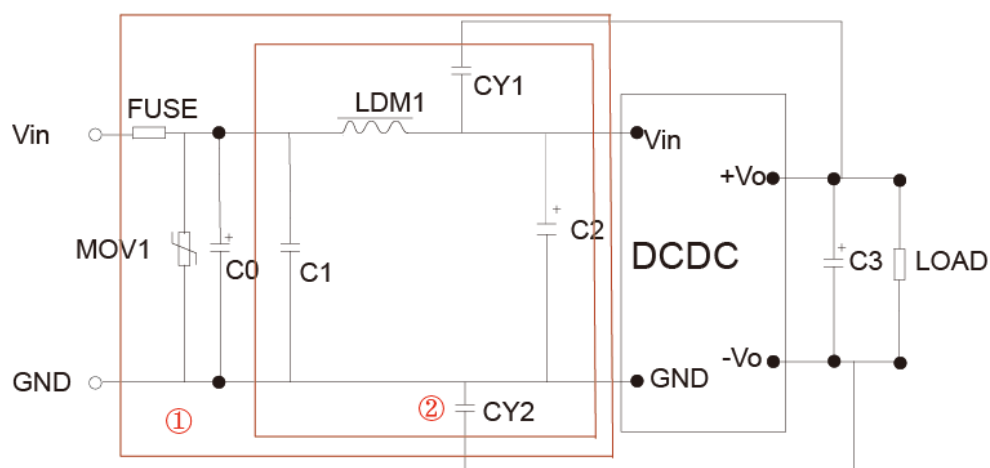 CY1
LDM1
FUSE
Vin
Vin
+Vo
MOV1
C0
C1
+
C2
DCDC
+
C3
LOAD
-Vo
GND
GND
①
②
CY2
+